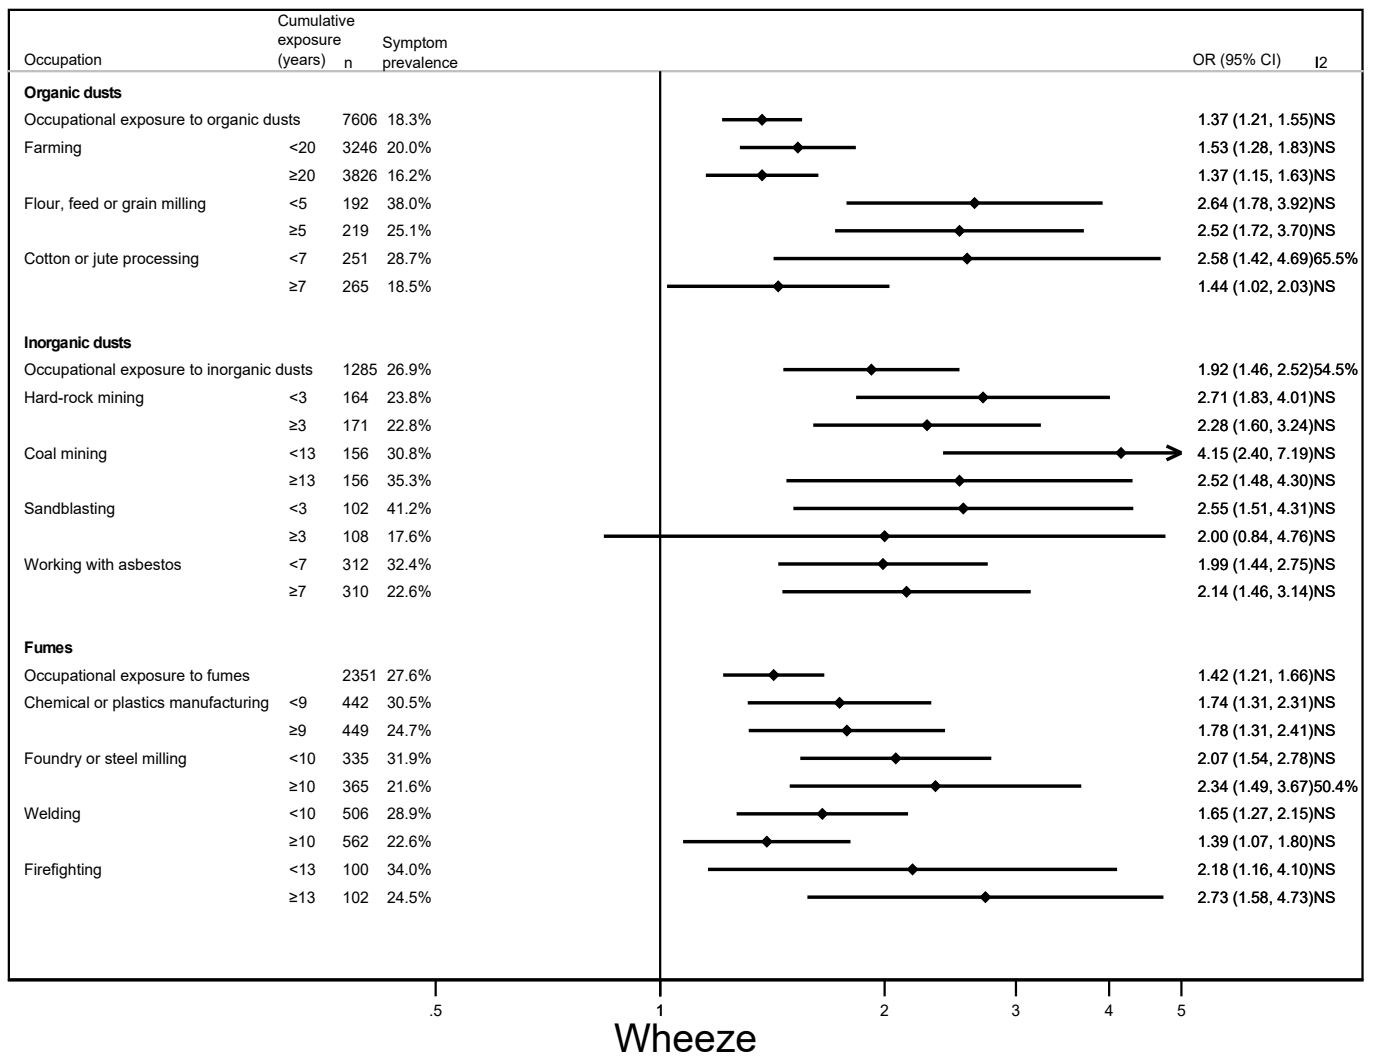 Cumulative
exposure
Symptom
Occupation (years) n prevalence OR (95% CI) I2
Organic dusts
Occupational exposure to organic dusts 7606 18.3% 1.37 (1.21, 1.55)NS
Farming <20 3246 20.0% 1.53 (1.28, 1.83)NS
≥20 3826 16.2% 1.37 (1.15, 1.63)NS
Flour, feed or grain milling <5 192 38.0% 2.64 (1.78, 3.92)NS
≥5 219 25.1% 2.52 (1.72, 3.70)NS
Cotton or jute processing <7 251 28.7% 2.58 (1.42, 4.69)65.5%
≥7 265 18.5% 1.44 (1.02, 2.03)NS
Inorganic dusts
Occupational exposure to inorganic dusts 1285 26.9% 1.92 (1.46, 2.52)54.5%
Hard-rock mining <3 164 23.8% 2.71 (1.83, 4.01)NS
≥3 171 22.8% 2.28 (1.60, 3.24)NS
Coal mining <13 156 30.8% 4.15 (2.40, 7.19)NS
≥13 156 35.3% 2.52 (1.48, 4.30)NS
Sandblasting <3 102 41.2% 2.55 (1.51, 4.31)NS
≥3 108 17.6% 2.00 (0.84, 4.76)NS
Working with asbestos <7 312 32.4% 1.99 (1.44, 2.75)NS
≥7 310 22.6% 2.14 (1.46, 3.14)NS
Fumes
Occupational exposure to fumes 2351 27.6% 1.42 (1.21, 1.66)NS
Chemical or plastics manufacturing <9 442 30.5% 1.74 (1.31, 2.31)NS
≥9 449 24.7% 1.78 (1.31, 2.41)NS
Foundry or steel milling <10 335 31.9% 2.07 (1.54, 2.78)NS
≥10 365 21.6% 2.34 (1.49, 3.67)50.4%
Welding <10 506 28.9% 1.65 (1.27, 2.15)NS
≥10 562 22.6% 1.39 (1.07, 1.80)NS
Firefighting <13 100 34.0% 2.18 (1.16, 4.10)NS
≥13 102 24.5% 2.73 (1.58, 4.73)NS
.5 1 2 3 4 5
Wheeze